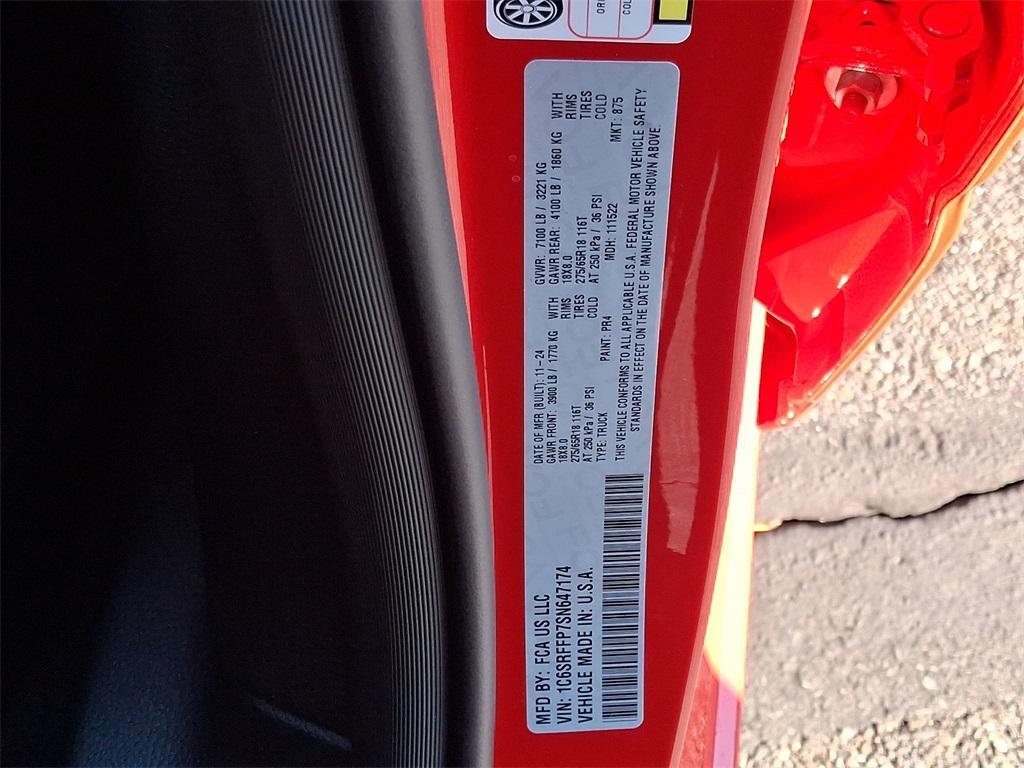 MFD BY: FCA US LLC
VIN: 1C6SRFFP7SN647174
VEHICLE MADE IN: U.S.A.
DATE OF MFR (BUILT): 11-24
GVWR: 7100 LB / 3221 KG
GAWR FRONT: 3900 LB / 1770 KG WITH
GAWR REAR: 4100 LB / 1860 KG WITH
18X8.0 RIMS
18X8.0 RIMS
275/65R18 116T TIRES
275/65R18 116T TIRES
AT 250 kPa / 36 PSI COLD
AT 250 kPa / 36 PSI COLD
TYPE: TRUCK PAINT: PR4 MDH: 111522 MKT: 875
THIS VEHICLE CONFORMS TO ALL APPLICABLE U.S.A. FEDERAL MOTOR VEHICLE SAFETY
STANDARDS IN EFFECT ON THE DATE OF MANUFACTURE SHOWN ABOVE.